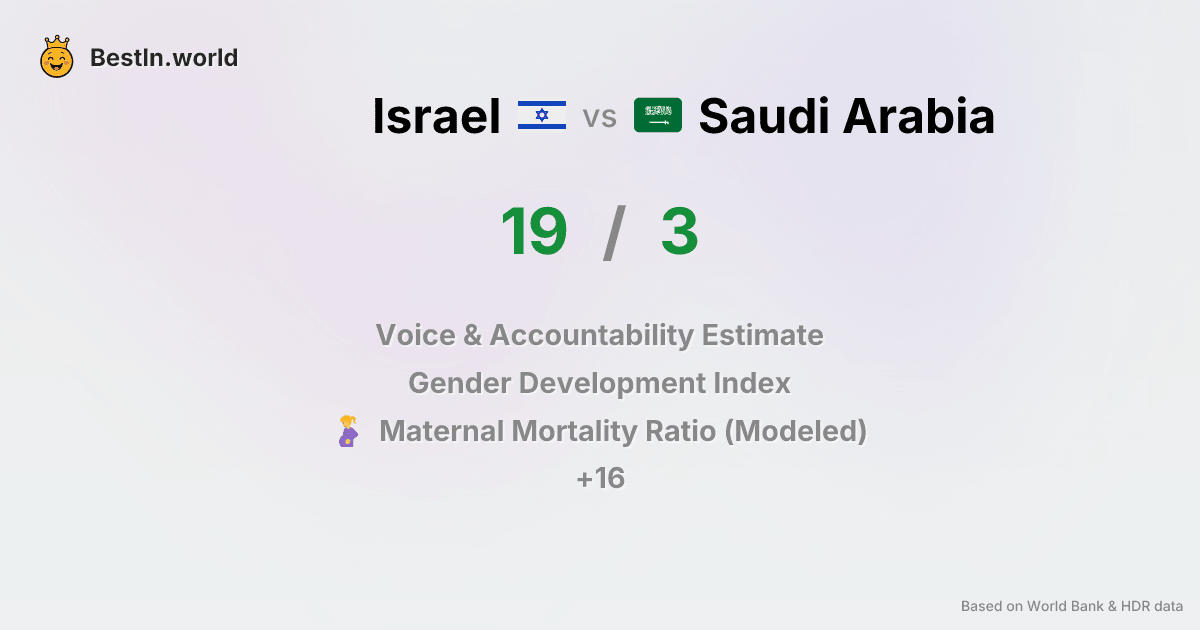 BestIn.world
Israel vs Saudi Arabia
19 / 3
Voice & Accountability Estimate
Gender Development Index
Maternal Mortality Ratio (Modeled)
+16
Based on World Bank & HDR data